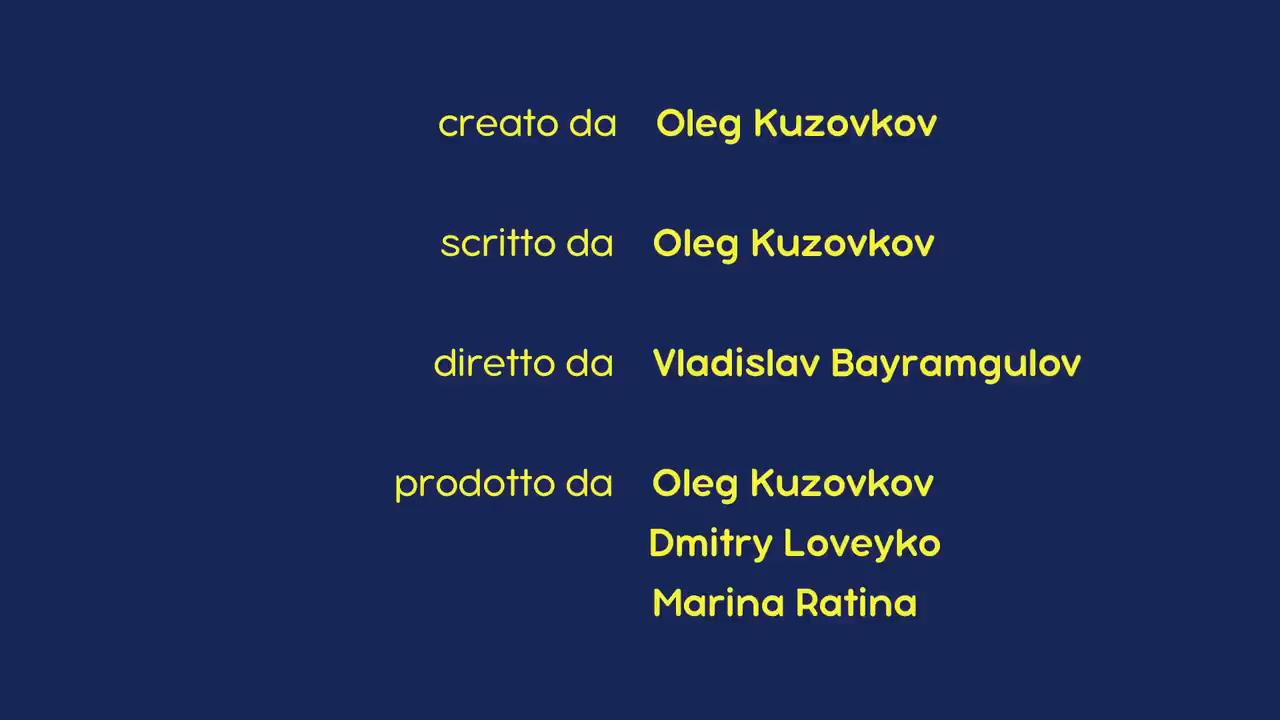 creato da Oleg Kuzovkov
scritto da Oleg Kuzovkov
diretto da Vladislav Bayramgulov
prodotto da Oleg Kuzovkov
Dmitry Loveyko
Marina Ratina